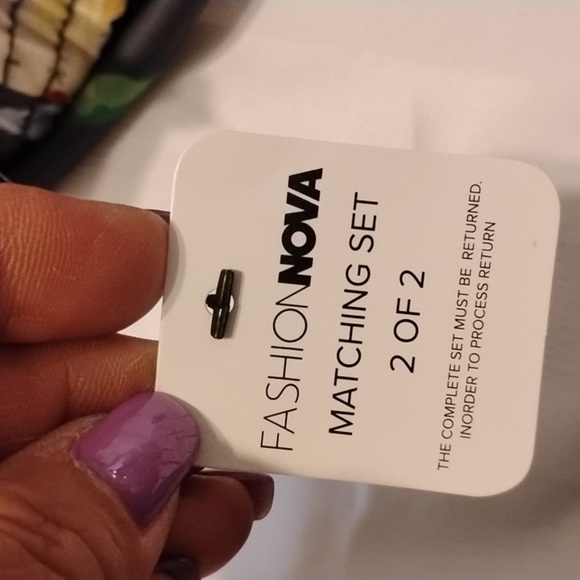 FASHIONNOVA
MATCHING SET
2 OF 2
THE COMPLETE SET MUST BE RETURNED.
INORDER TO PROCESS RETURN